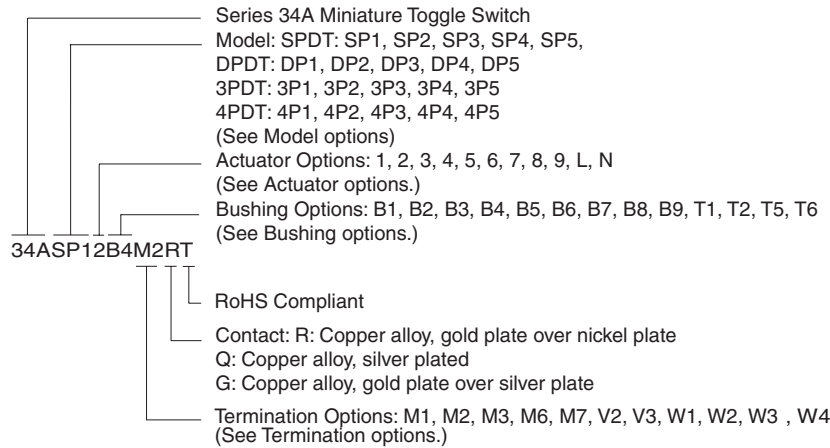 Series 34A Miniature Toggle Switch
Model: SPDT: SP1, SP2, SP3, SP4, SP5,
DPDT: DP1, DP2, DP3, DP4, DP5
3PDT: 3P1, 3P2, 3P3, 3P4, 3P5
4PDT: 4P1, 4P2, 4P3, 4P4, 4P5
(See Model options)
Actuator Options: 1, 2, 3, 4, 5, 6, 7, 8, 9, L, N
(See Actuator options.)
Bushing Options: B1, B2, B3, B4, B5, B6, B7, B8, B9, T1, T2, T5, T6
(See Bushing options.)
34ASP12B4M2RT
RoHS Compliant
Contact: R: Copper alloy, gold plate over nickel plate
Q: Copper alloy, silver plated
G: Copper alloy, gold plate over silver plate
Termination Options: M1, M2, M3, M6, M7, V2, V3, W1, W2, W3 , W4
(See Termination options.)